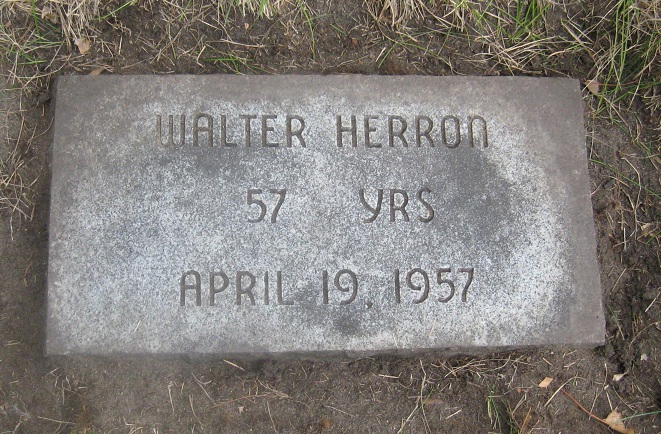 WALTER HERRON
57 YRS
APRIL 19, 1957